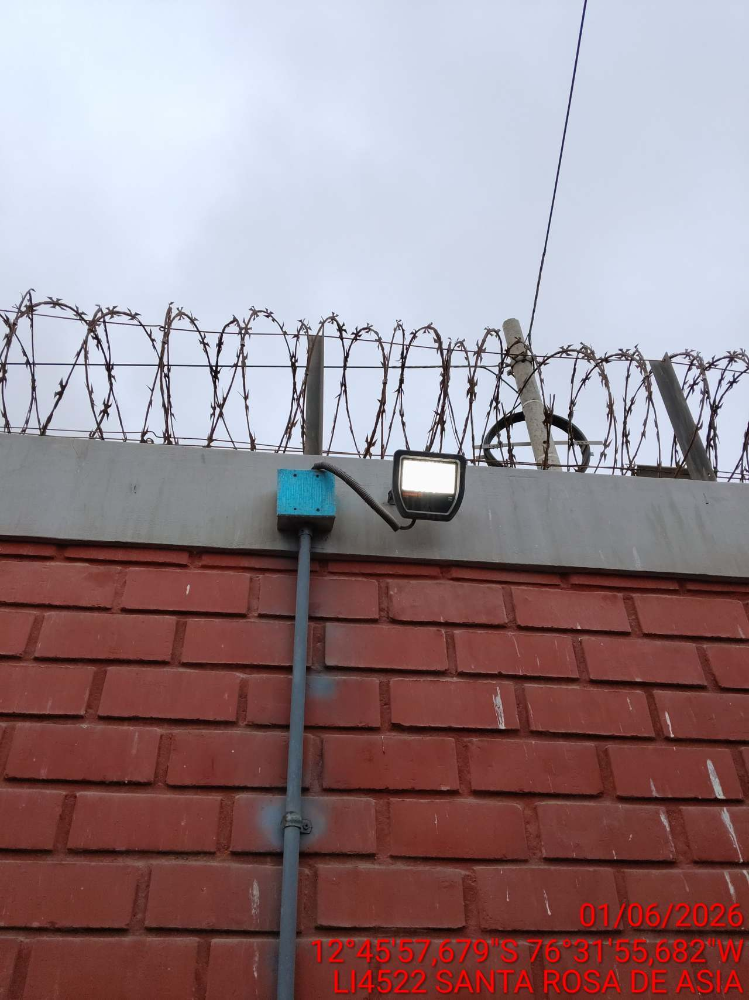 01/06/2026
12°45'57,679"S 76°31'55,682"W
LI4522 SANTA ROSA DE ASIA